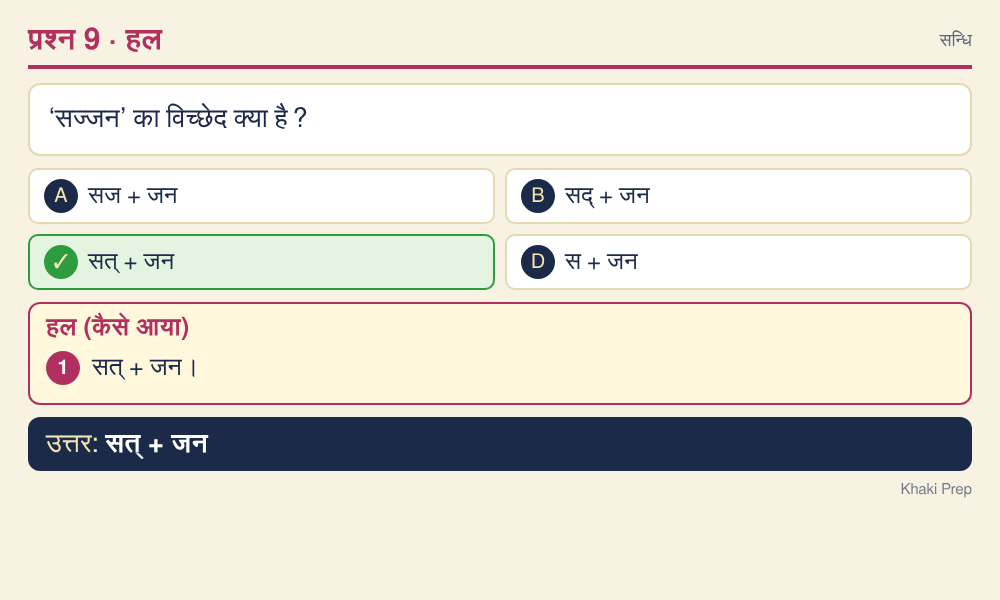 प्रश्न 9 · हल
सन्धि
‘सज्जन’ का विच्छेद क्या है ?
A सज + जन
B सद् + जन
✓ सत् + जन
D स + जन
हल (कैसे आया)
1 सत् + जन ।
उत्तर: सत् + जन
Khaki Prep